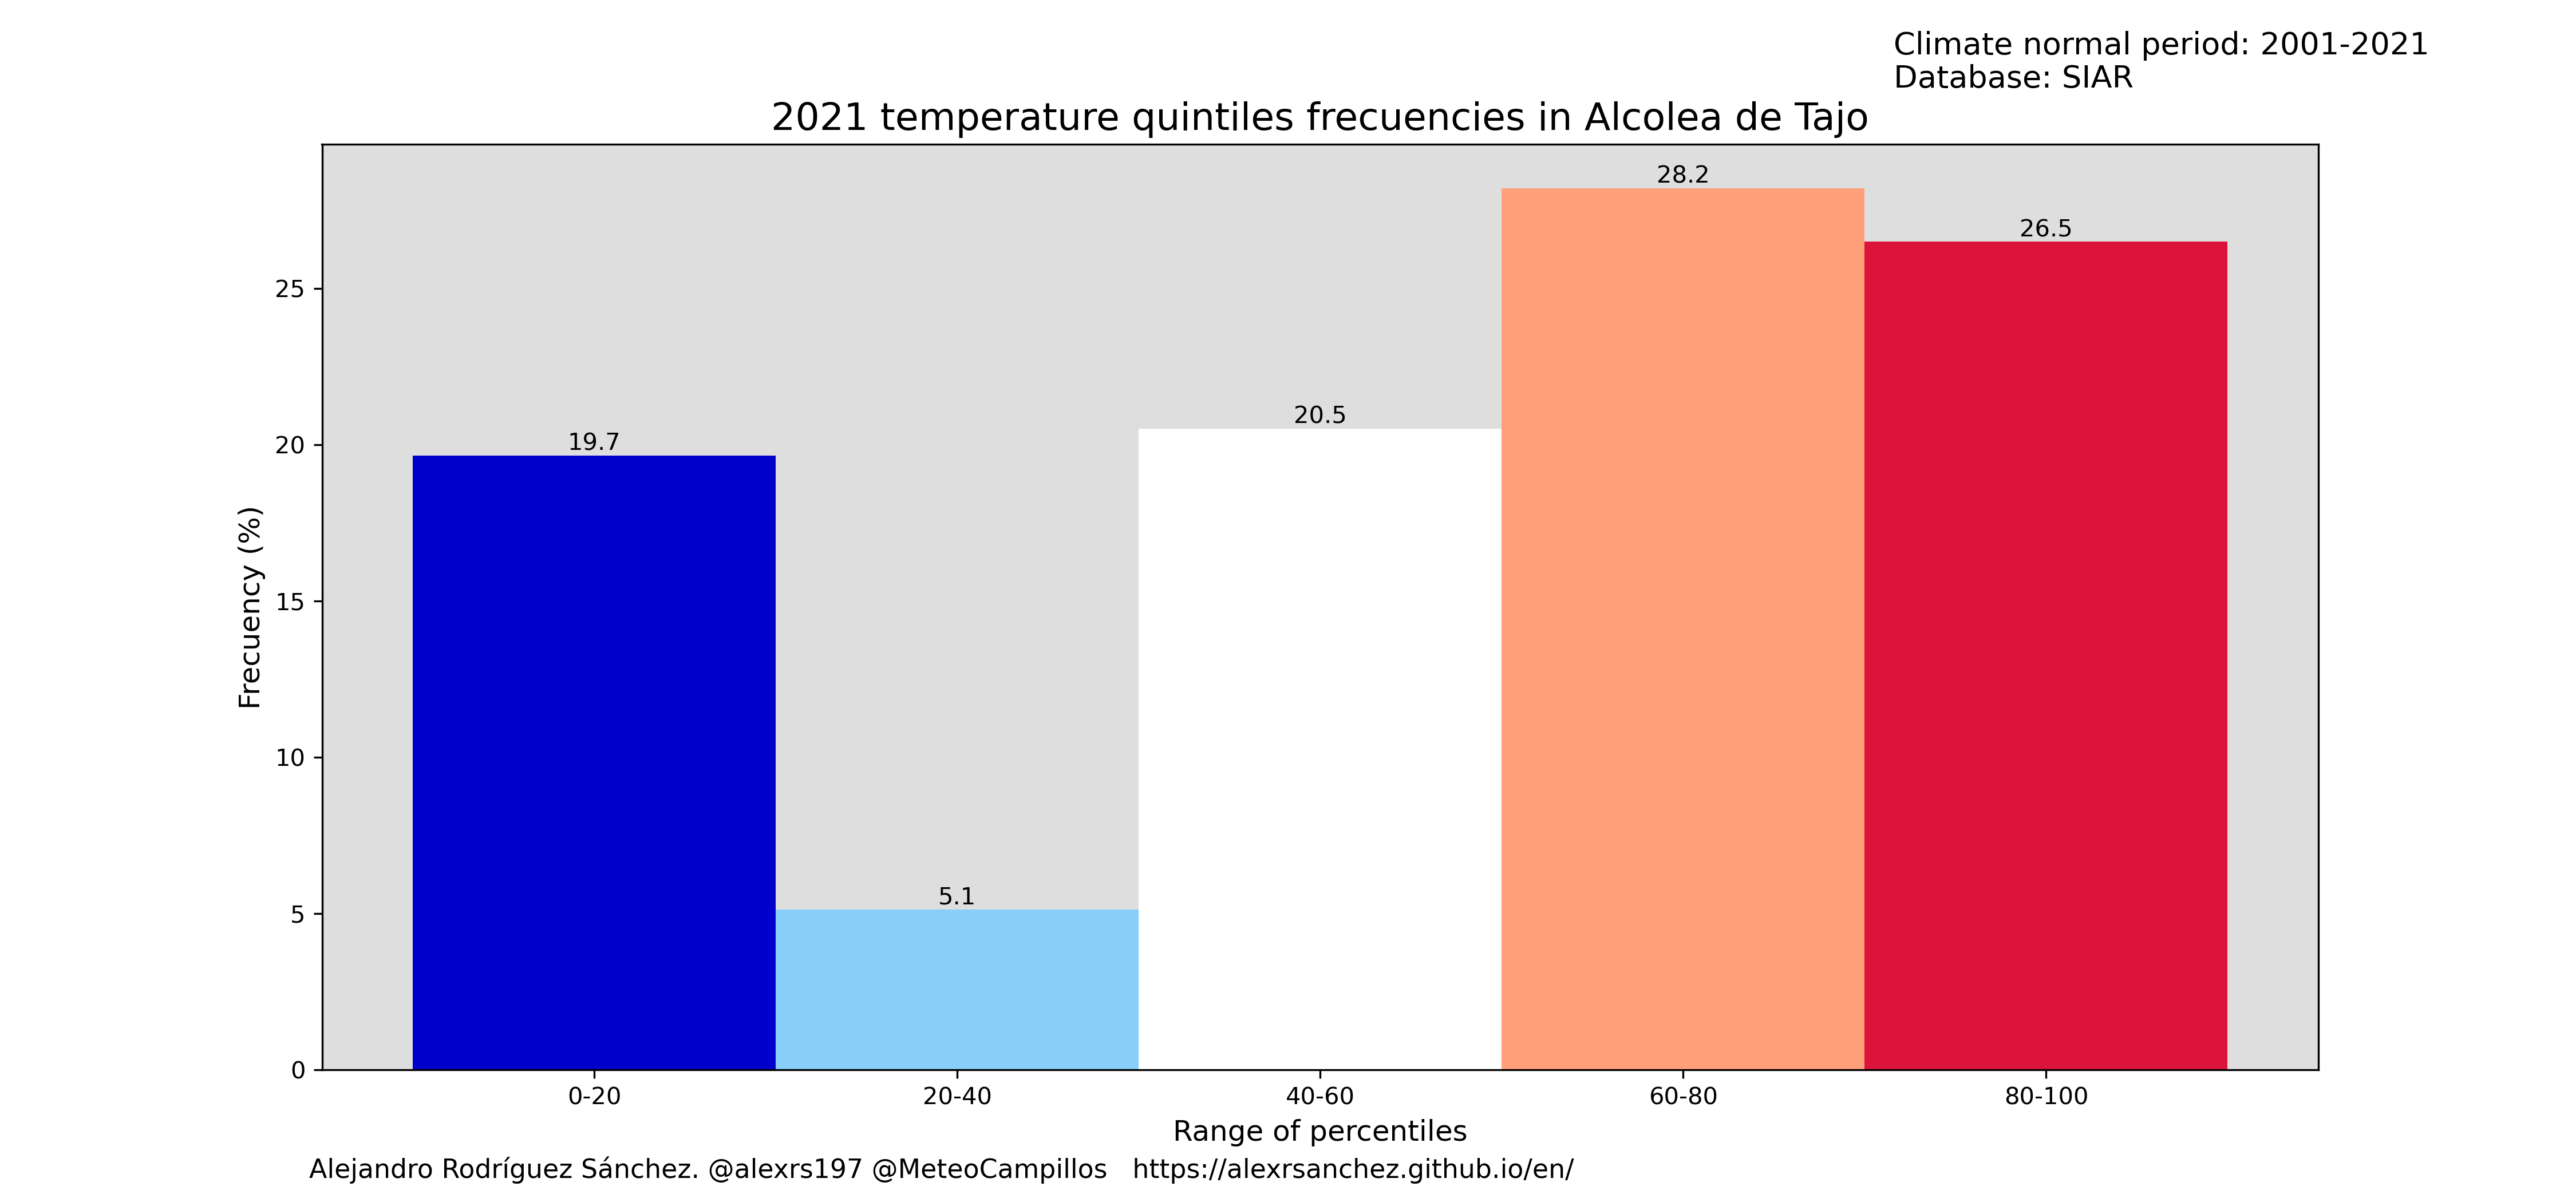 Climate normal period: 2001-2021
Database: SIAR
2021 temperature quintiles frecuencies in Alcolea de Tajo
28.2
26.5
25
20.5
19.7
20
Frecuency (%)
15
10
5.1
5
0
0-20 20-40 40-60 60-80 80-100
Range of percentiles
Alejandro Rodríguez Sánchez. @alexrs197 @MeteoCampillos https://alexrsanchez.github.io/en/